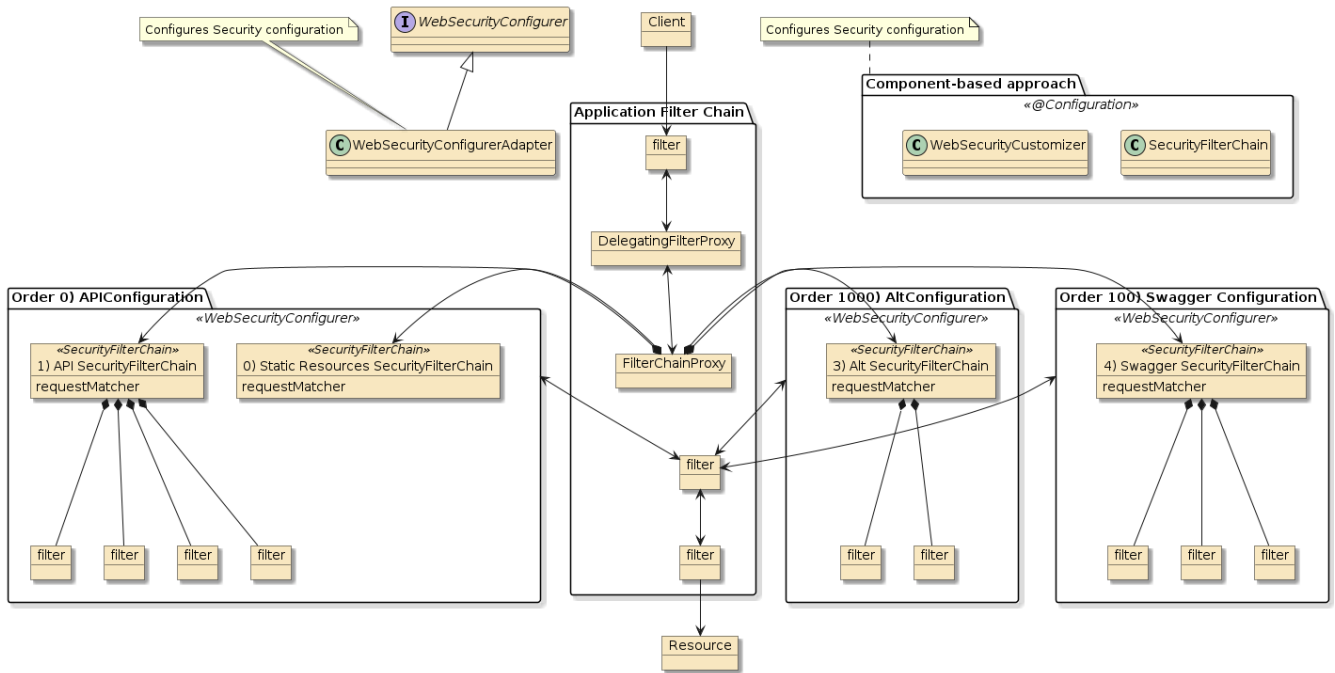 Configures Security configuration
I WebSecurityConfigurer
Client
Configures Security configuration
Component-based approach
«@Configuration»
Application Filter Chain
C WebSecurityConfigurerAdapter
filter
C WebSecurityCustomizer
C SecurityFilterChain
DelegatingFilterProxy
Order 0) APIConfiguration
«WebSecurityConfigurer»
Order 1000) AltConfiguration
«WebSecurityConfigurer»
Order 100) Swagger Configuration
«WebSecurityConfigurer»
«SecurityFilterChain»
1) API SecurityFilterChain
requestMatcher
«SecurityFilterChain»
0) Static Resources SecurityFilterChain
requestMatcher
FilterChainProxy
«SecurityFilterChain»
3) Alt SecurityFilterChain
requestMatcher
«SecurityFilterChain»
4) Swagger SecurityFilterChain
requestMatcher
filter
filter
filter
filter
filter
filter
filter
filter
filter
filter
filter
Resource